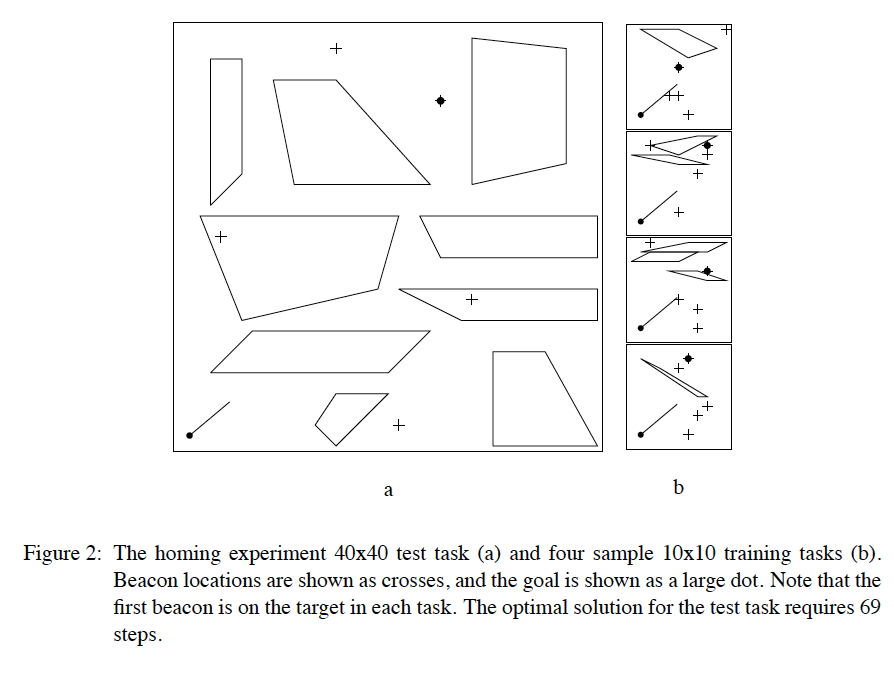 a
b
Figure 2: The homing experiment 40x40 test task (a) and four sample 10x10 training tasks (b).
Beacon locations are shown as crosses, and the goal is shown as a large dot. Note that the
first beacon is on the target in each task. The optimal solution for the test task requires 69
steps.